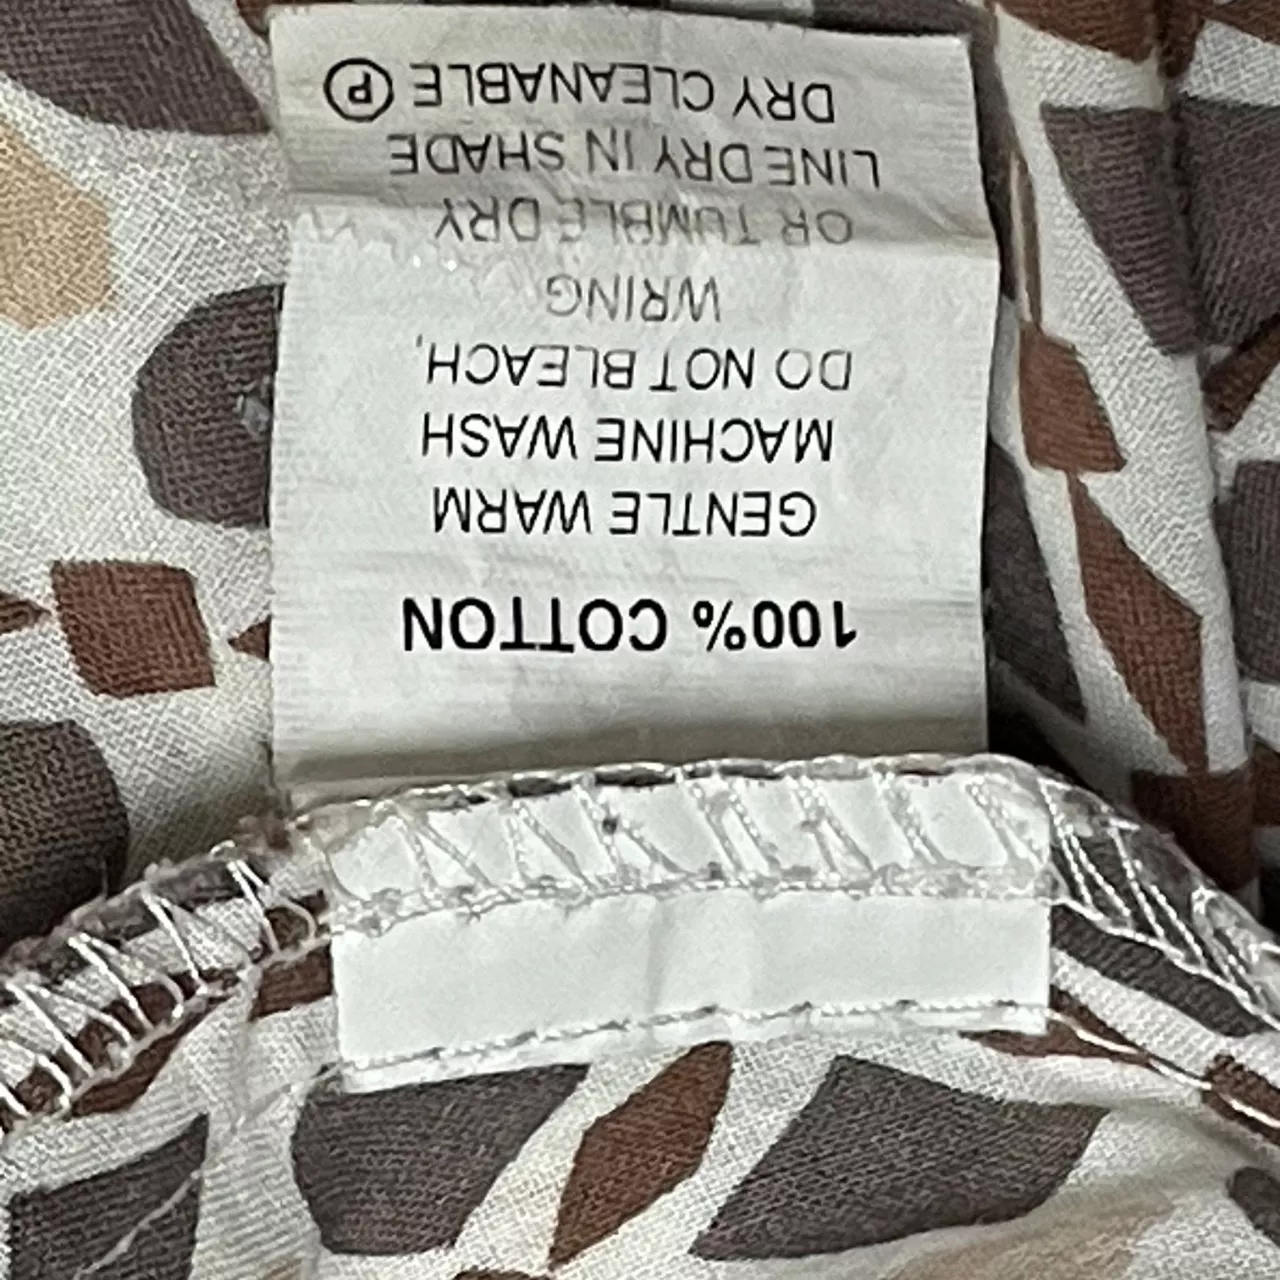 100% COTTON
GENTLE WARM
MACHINE WASH
DO NOT BLEACH,
WRING
OR TUMBLE DRY
LINE DRY IN SHADE
DRY CLEANABLE Ⓟ